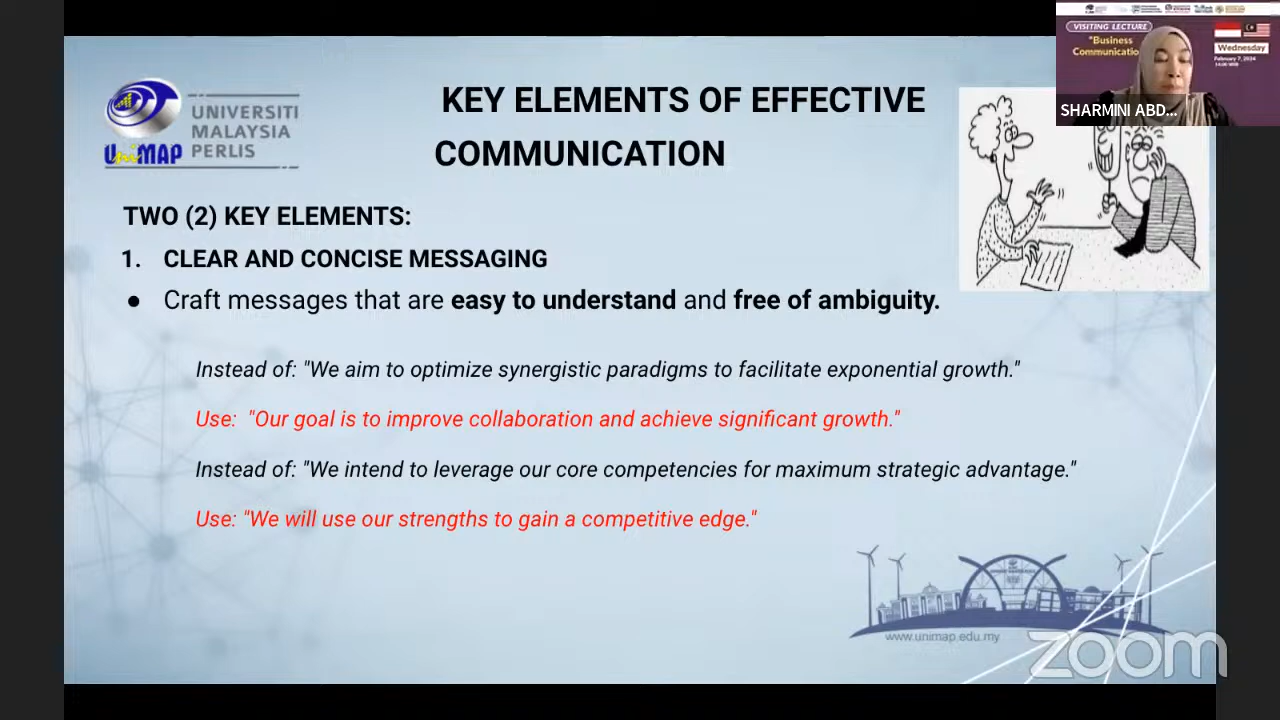 VISITING LECTURE
"Business
Communicatio
Wednesday
February 7, 2024
SHARMINI ABD...
UNIVERSITI
MALAYSIA
PERLIS
UniMAP
KEY ELEMENTS OF EFFECTIVE
COMMUNICATION
TWO (2) KEY ELEMENTS:
1. CLEAR AND CONCISE MESSAGING
● Craft messages that are easy to understand and free of ambiguity.
Instead of: "We aim to optimize synergistic paradigms to facilitate exponential growth."
Use: "Our goal is to improve collaboration and achieve significant growth."
Instead of: "We intend to leverage our core competencies for maximum strategic advantage."
Use: "We will use our strengths to gain a competitive edge."
www.unimap.edu.my
zoom